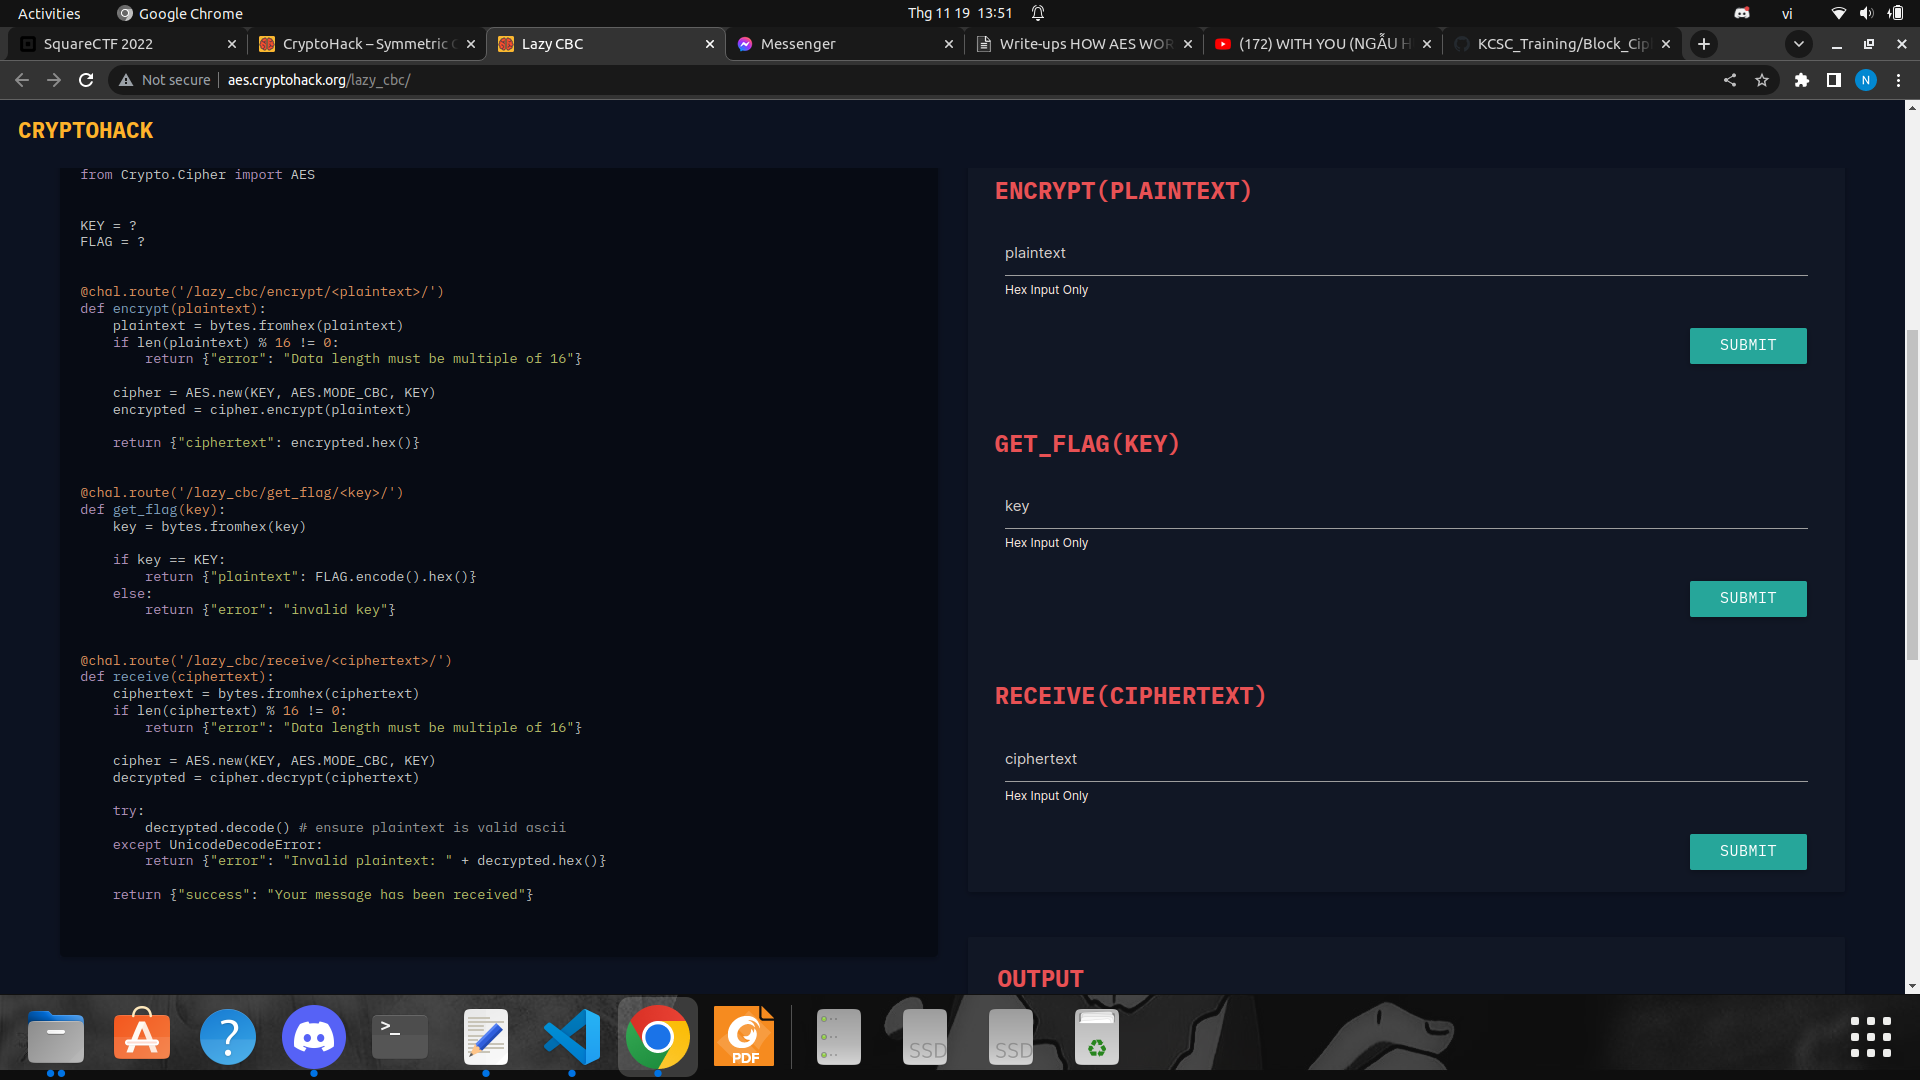 Activities
Google Chrome
Thg 11 19 13:51
vi
SquareCTF 2022
CryptoHack – Symmetric C
Lazy CBC
Messenger
Write-ups HOW AES WOR
(172) WITH YOU (NGẪU H
KCSC_Training/Block_Cip
Not secure
aes.cryptohack.org/lazy_cbc/
N
CRYPTOHACK
from Crypto.Cipher import AES
KEY = ?
FLAG = ?
@chal.route('/lazy_cbc/encrypt/<plaintext>/')
def encrypt(plaintext):
    plaintext = bytes.fromhex(plaintext)
    if len(plaintext) % 16 != 0:
        return {"error": "Data length must be multiple of 16"}
    cipher = AES.new(KEY, AES.MODE_CBC, KEY)
    encrypted = cipher.encrypt(plaintext)
    return {"ciphertext": encrypted.hex()}
@chal.route('/lazy_cbc/get_flag/<key>/')
def get_flag(key):
    key = bytes.fromhex(key)
    if key == KEY:
        return {"plaintext": FLAG.encode().hex()}
    else:
        return {"error": "invalid key"}
@chal.route('/lazy_cbc/receive/<ciphertext>/')
def receive(ciphertext):
    ciphertext = bytes.fromhex(ciphertext)
    if len(ciphertext) % 16 != 0:
        return {"error": "Data length must be multiple of 16"}
    cipher = AES.new(KEY, AES.MODE_CBC, KEY)
    decrypted = cipher.decrypt(ciphertext)
    try:
        decrypted.decode() # ensure plaintext is valid ascii
    except UnicodeDecodeError:
        return {"error": "Invalid plaintext: " + decrypted.hex()}
    return {"success": "Your message has been received"}
ENCRYPT(PLAINTEXT)
plaintext
Hex Input Only
SUBMIT
GET_FLAG(KEY)
key
Hex Input Only
SUBMIT
RECEIVE(CIPHERTEXT)
ciphertext
Hex Input Only
SUBMIT
OUTPUT
PDF
SSD
SSD